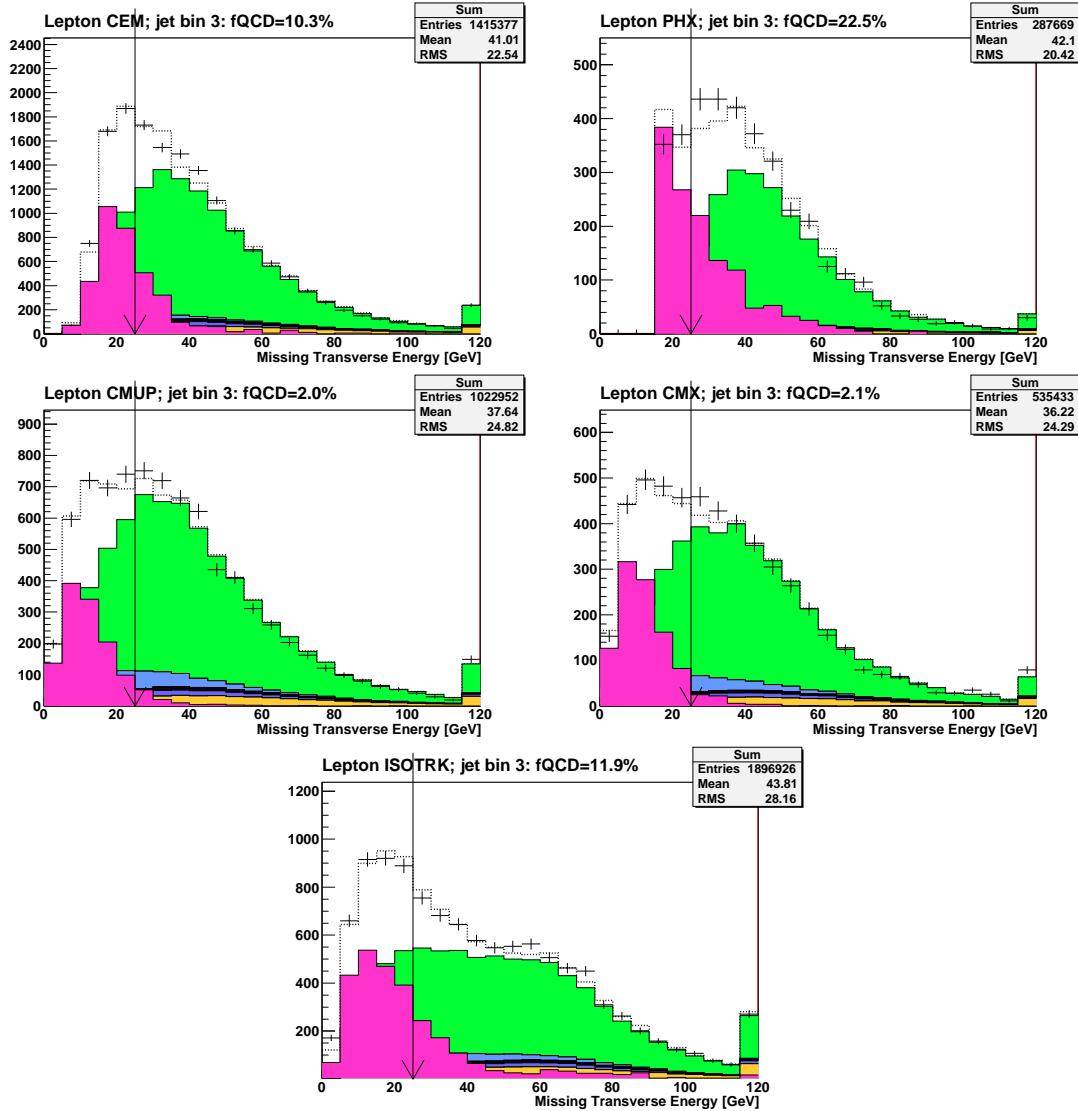 Lepton CEM; jet bin 3: fQCD=10.3%
Sum
Entries 1415377
Mean 41.01
RMS 22.54
2400
2200
2000
1800
1600
1400
1200
1000
800
600
400
200
0
0 20 40 60 80 100 120
Missing Transverse Energy [GeV]
Lepton PHX; jet bin 3: fQCD=22.5%
Sum
Entries 287669
Mean 42.1
RMS 20.42
500
400
300
200
100
0
0 20 40 60 80 100 120
Missing Transverse Energy [GeV]
Lepton CMUP; jet bin 3: fQCD=2.0%
Sum
Entries 1022952
Mean 37.64
RMS 24.82
900
800
700
600
500
400
300
200
100
0
0 20 40 60 80 100 120
Missing Transverse Energy [GeV]
Lepton CMX; jet bin 3: fQCD=2.1%
Sum
Entries 535433
Mean 36.22
RMS 24.29
600
500
400
300
200
100
0
0 20 40 60 80 100 120
Missing Transverse Energy [GeV]
Lepton ISOTRK; jet bin 3: fQCD=11.9%
Sum
Entries 1896926
Mean 43.81
RMS 28.16
1200
1000
800
600
400
200
0 20 40 60 80 100 120
Missing Transverse Energy [GeV]